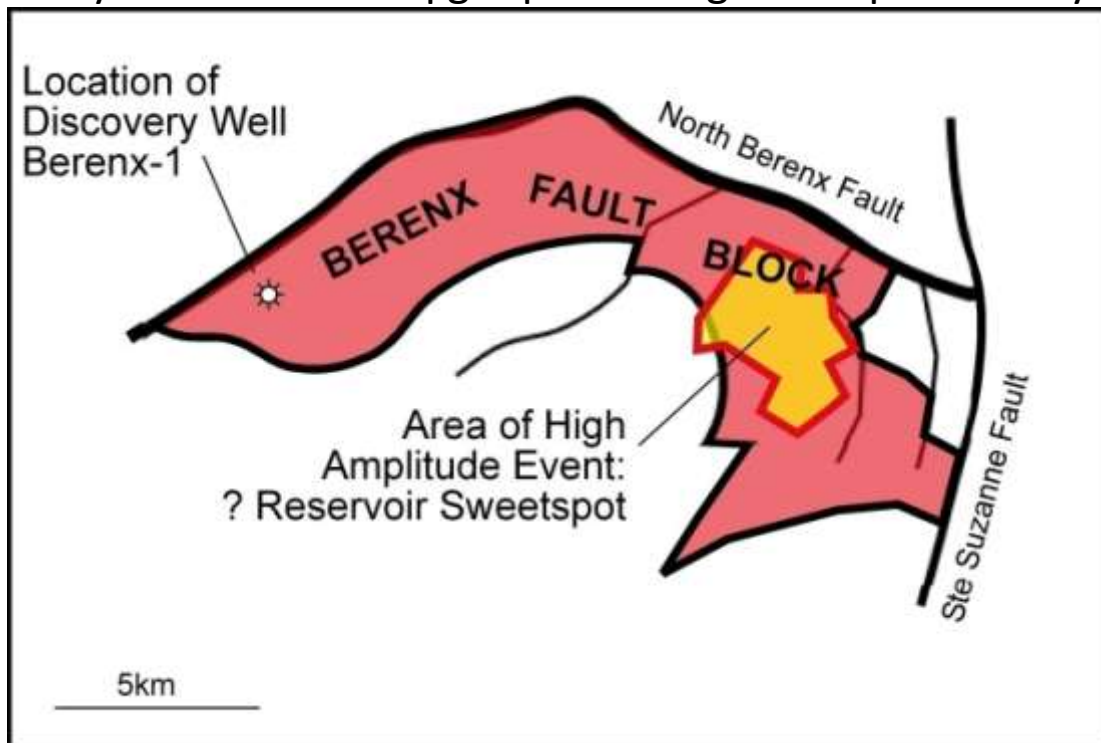 Location of
Discovery Well
Berenx-1
North Berenx Fault
BERENX FAULT BLOCK
Area of High
Amplitude Event:
? Reservoir Sweetspot
Ste Suzanne Fault
5km